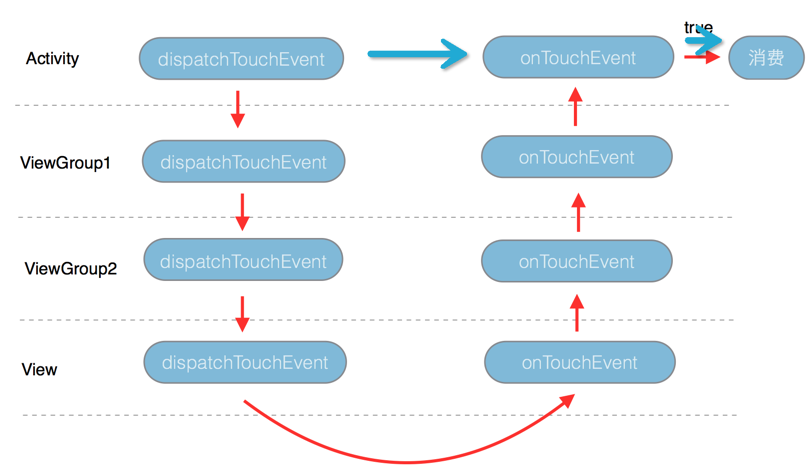 true
Activity
dispatchTouchEvent
onTouchEvent
消费
ViewGroup1
dispatchTouchEvent
onTouchEvent
ViewGroup2
dispatchTouchEvent
onTouchEvent
View
dispatchTouchEvent
onTouchEvent